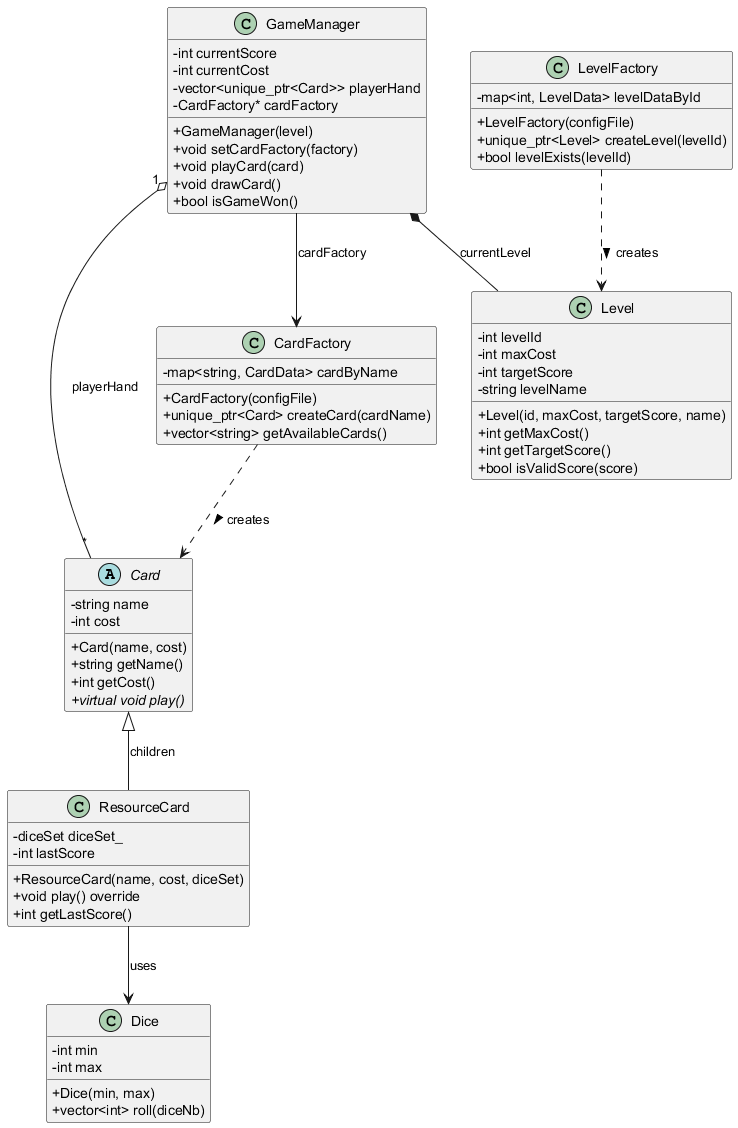 C GameManager
-int currentScore
-int currentCost
-vector<unique_ptr<Card>> playerHand
-CardFactory* cardFactory
+GameManager(level)
+void setCardFactory(factory)
+void playCard(card)
+void drawCard()
+bool isGameWon()
C LevelFactory
-map<int, LevelData> levelDataById
+LevelFactory(configFile)
+unique_ptr<Level> createLevel(levelId)
+bool levelExists(levelId)
1
cardFactory
currentLevel
creates
C CardFactory
-map<string, CardData> cardByName
+CardFactory(configFile)
+unique_ptr<Card> createCard(cardName)
+vector<string> getAvailableCards()
C Level
-int levelId
-int maxCost
-int targetScore
-string levelName
+Level(id, maxCost, targetScore, name)
+int getMaxCost()
+int getTargetScore()
+bool isValidScore(score)
playerHand
*
creates
A Card
-string name
-int cost
+Card(name, cost)
+string getName()
+int getCost()
+virtual void play()
children
C ResourceCard
-diceSet diceSet_
-int lastScore
+ResourceCard(name, cost, diceSet)
+void play() override
+int getLastScore()
uses
C Dice
-int min
-int max
+Dice(min, max)
+vector<int> roll(diceNb)